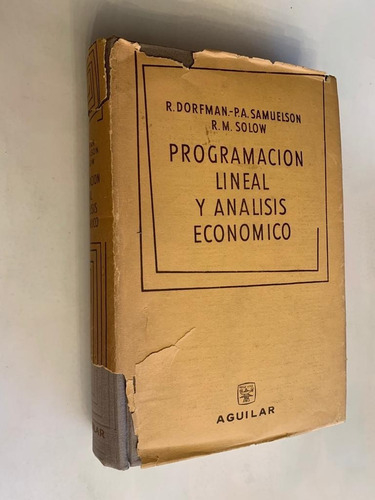 R. DORFMAN.-P.A. SAMUELSON
R. M. SOLOW
PROGRAMACION
LINEAL
Y ANALISIS
ECONOMICO
AGUILAR